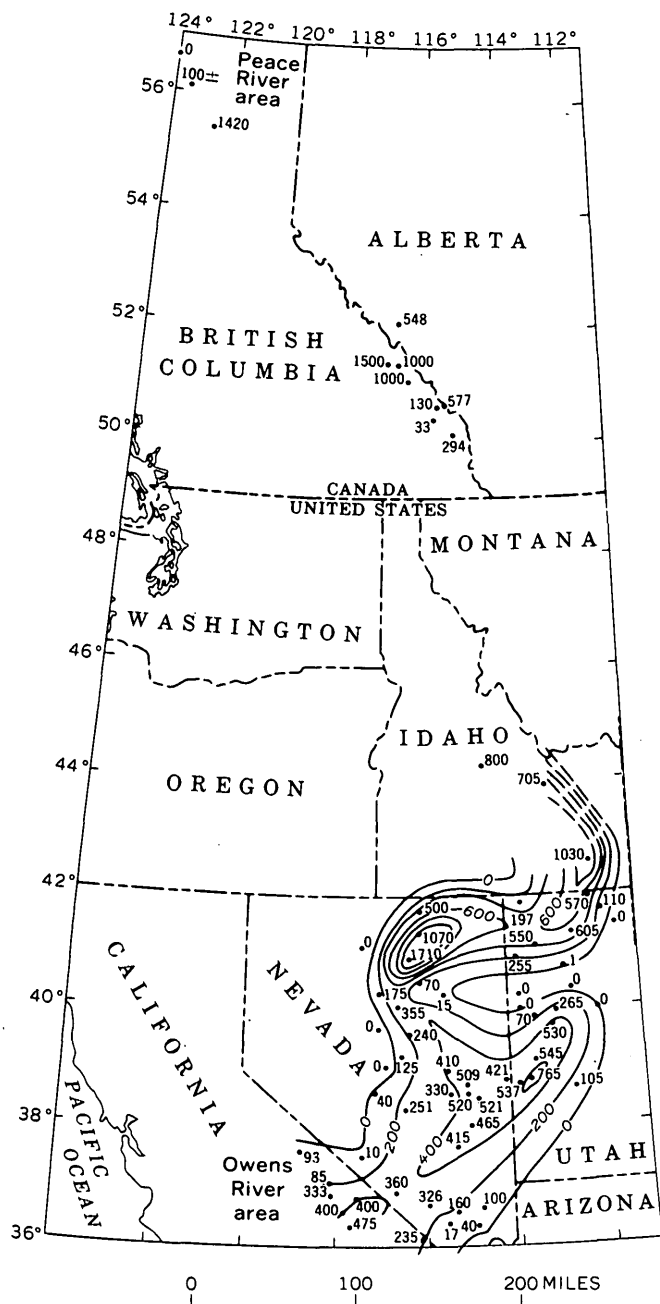 124° 122° 120° 118° 116° 114° 112°
0
Peace
River
area
100±
56°
1420
54°
ALBERTA
52°
548
BRITISH
COLUMBIA
1500 1000
1000
130 577
50°
33
294
CANADA
UNITED STATES
48°
MONTANA
WASHINGTON
46°
IDAHO
800
44°
705
OREGON
1030
0
42°
570 110
500 600 197 600 0
1070 550 605
0
1710 255 1
CALIFORNIA
NEVADA
40°
175 70 15 0 0
355 0 265 0
70
240 530
0 125 410 545
421 765
509 537 105
40 330
38°
0 251 520 521
465
200 415 200 0
10 400
93
UTAH
PACIFIC
OCEAN
Owens
River
area
85
333 360
326 100
ARIZONA
400 400 160
36°
475 235 17 40
0 100 200 MILES